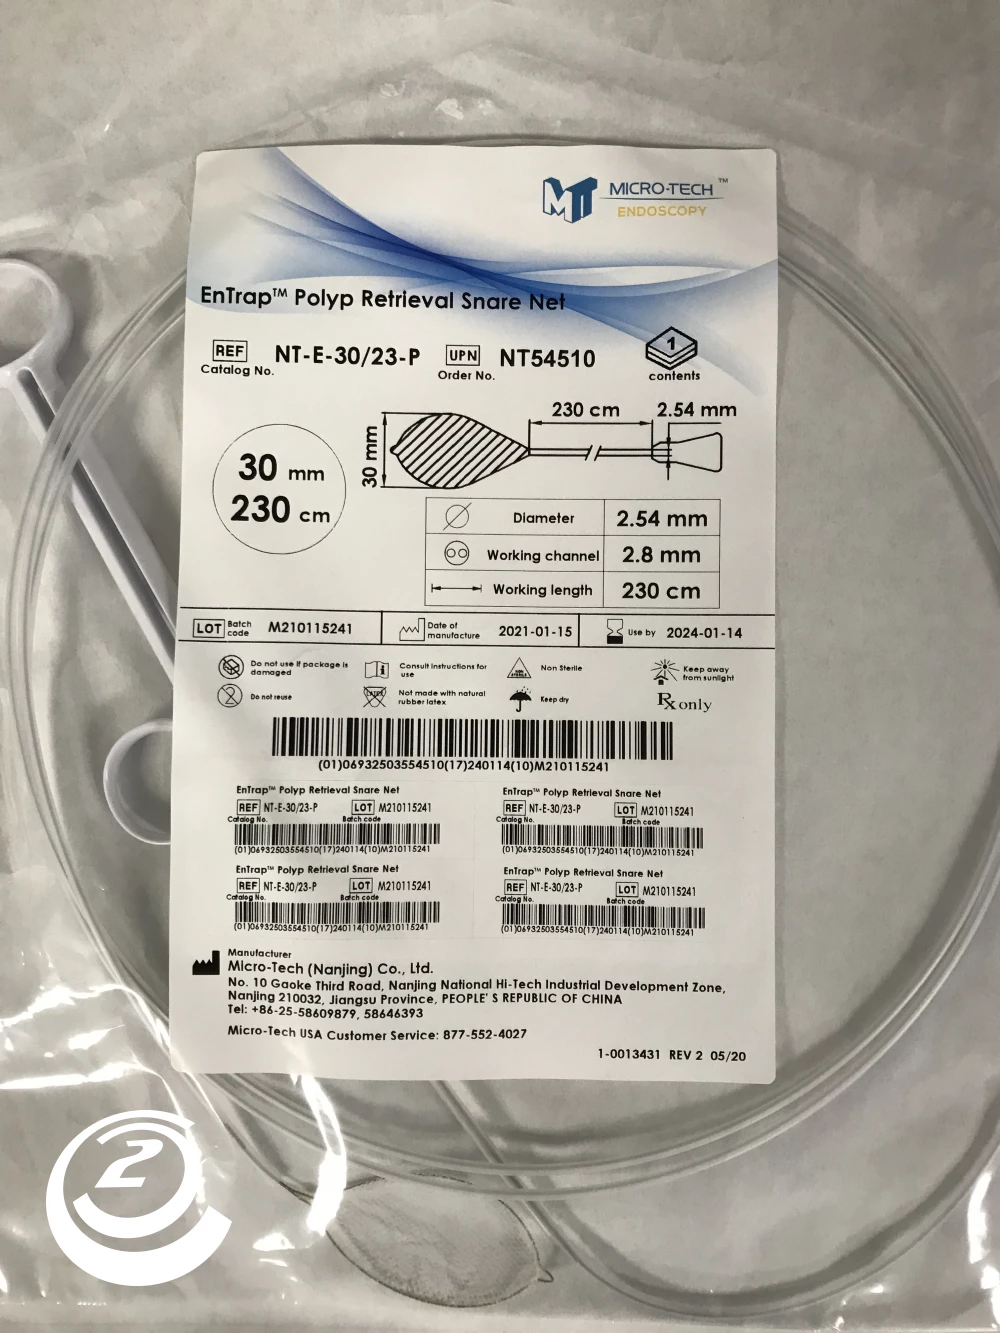 MT MICRO-TECH™
ENDOSCOPY
EnTrap™ Polyp Retrieval Snare Net
REF NT-E-30/23-P UPN NT54510 1
Catalog No. Order No. contents
230 cm 2.54 mm
30 mm
30 mm
230 cm
Diameter 2.54 mm
Working channel 2.8 mm
Working length 230 cm
LOT Batch code M210115241 Date of manufacture 2021-01-15 Use by 2024-01-14
Do not use if package is damaged
Consult instructions for use
NON STERILE Non Sterile
Keep away from sunlight
2 Do not reuse
LATEX Not made with natural rubber latex
Keep dry
Rx only
(01)06932503554510(17)240114(10)M210115241
EnTrap™ Polyp Retrieval Snare Net
REF NT-E-30/23-P LOT M210115241
Catalog No. Batch code
(01)06932503554510(17)240114(10)M210115241
EnTrap™ Polyp Retrieval Snare Net
REF NT-E-30/23-P LOT M210115241
Catalog No. Batch code
(01)06932503554510(17)240114(10)M210115241
EnTrap™ Polyp Retrieval Snare Net
REF NT-E-30/23-P LOT M210115241
Catalog No. Batch code
(01)06932503554510(17)240114(10)M210115241
EnTrap™ Polyp Retrieval Snare Net
REF NT-E-30/23-P LOT M210115241
Catalog No. Batch code
(01)06932503554510(17)240114(10)M210115241
Manufacturer
Micro-Tech (Nanjing) Co., Ltd.
No. 10 Gaoke Third Road, Nanjing National Hi-Tech Industrial Development Zone,
Nanjing 210032, Jiangsu Province, PEOPLE' S REPUBLIC OF CHINA
Tel: +86-25-58609879, 58646393
Micro-Tech USA Customer Service: 877-552-4027
1-0013431 REV 2 05/20
2